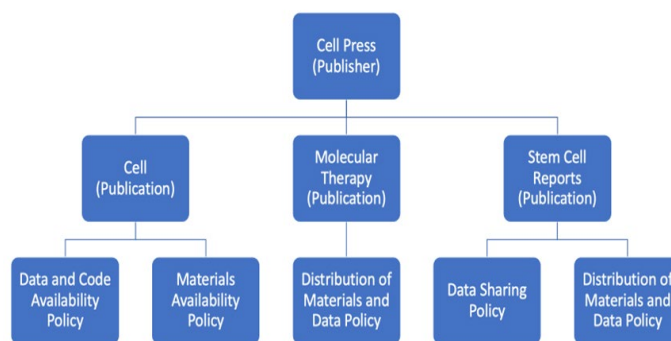 Cell Press
(Publisher)
Cell
(Publication)
Molecular
Therapy
(Publication)
Stem Cell
Reports
(Publication)
Data and Code
Availability
Policy
Materials
Availability
Policy
Distribution of
Materials and
Data Policy
Data Sharing
Policy
Distribution of
Materials and
Data Policy